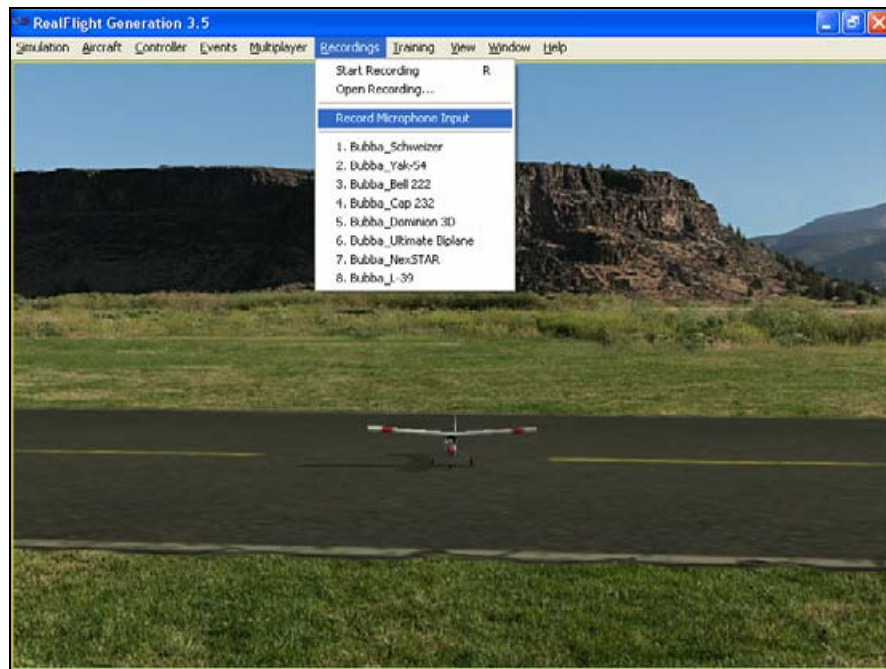 RealFlight Generation 3.5
Simulation Aircraft Controller Events Multiplayer Recordings Training View Window Help
Start Recording R
Open Recording...
Record Microphone Input
1. Bubba_Schweizer
2. Bubba_Yak-54
3. Bubba_Bell 222
4. Bubba_Cap 232
5. Bubba_Dominion 3D
6. Bubba_Ultimate Biplane
7. Bubba_NexSTAR
8. Bubba_L-39